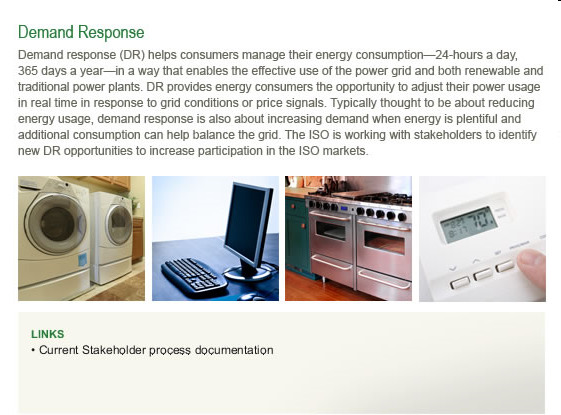 Demand Response
Demand response (DR) helps consumers manage their energy consumption—24-hours a day,
365 days a year—in a way that enables the effective use of the power grid and both renewable and
traditional power plants. DR provides energy consumers the opportunity to adjust their power usage
in real time in response to grid conditions or price signals. Typically thought to be about reducing
energy usage, demand response is also about increasing demand when energy is plentiful and
additional consumption can help balance the grid. The ISO is working with stakeholders to identify
new DR opportunities to increase participation in the ISO markets.
70
LINKS
• Current Stakeholder process documentation